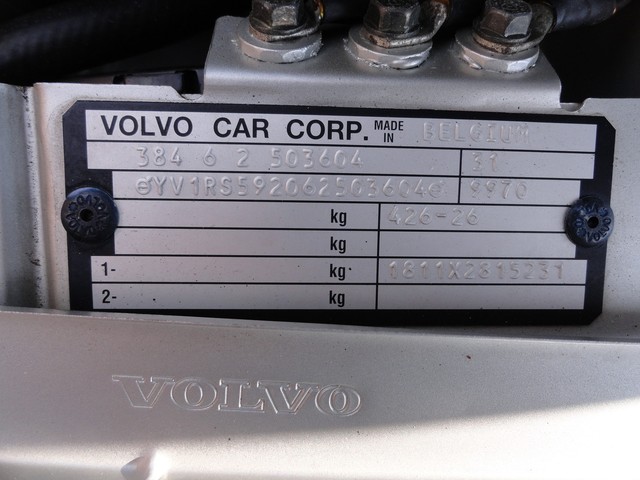 VOLVO CAR CORP. MADE IN BELGIUM
384 6 2 503604 31
YV1RS592062503604 9970
kg 426-26
kg
1- kg 1811X2815231
2- kg
VOLVO